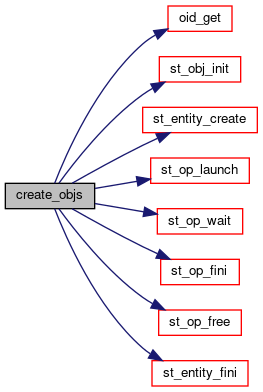 oid_get
st_obj_init
st_entity_create
st_op_launch
create_objs
st_op_wait
st_op_fini
st_op_free
st_entity_fini